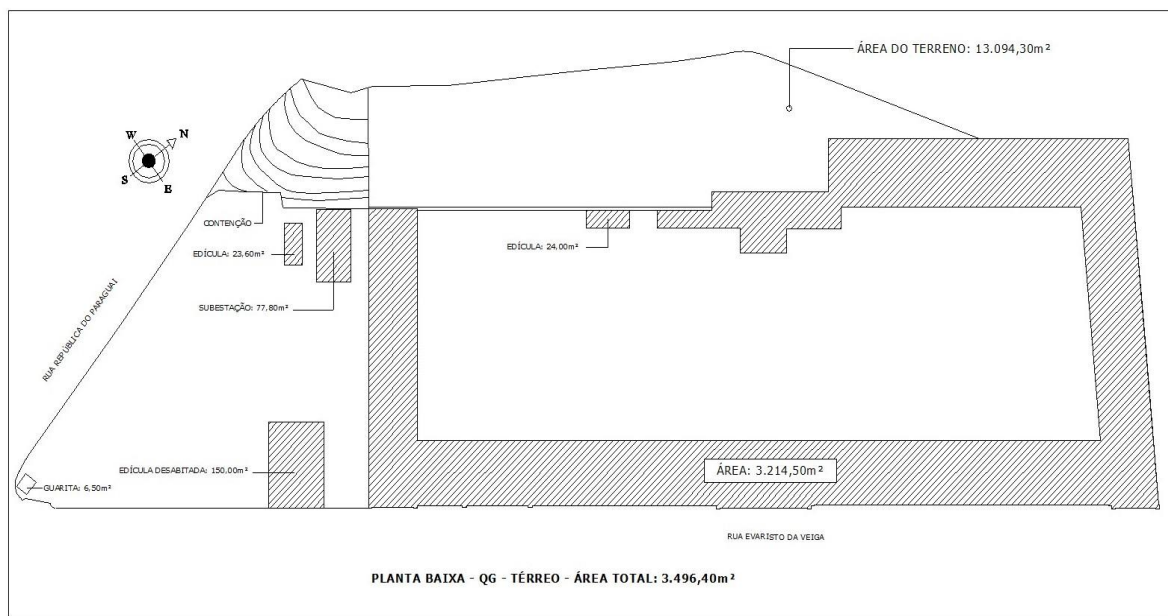 ÁREA DO TERRENO: 13.094,30m²
W
N
S
E
CONTENÇÃO
EDÍCULA: 23,60m²
EDÍCULA: 24,00m²
SUBESTAÇÃO: 77,80m²
RUA REPÚBLICA DO PARAGUAI
EDÍCULA DESABITADA: 150,00m²
ÁREA: 3.214,50m²
GUARITA: 6,50m²
RUA EVARISTO DA VEIGA
PLANTA BAIXA - QG - TÉRREO - ÁREA TOTAL: 3.496,40m²